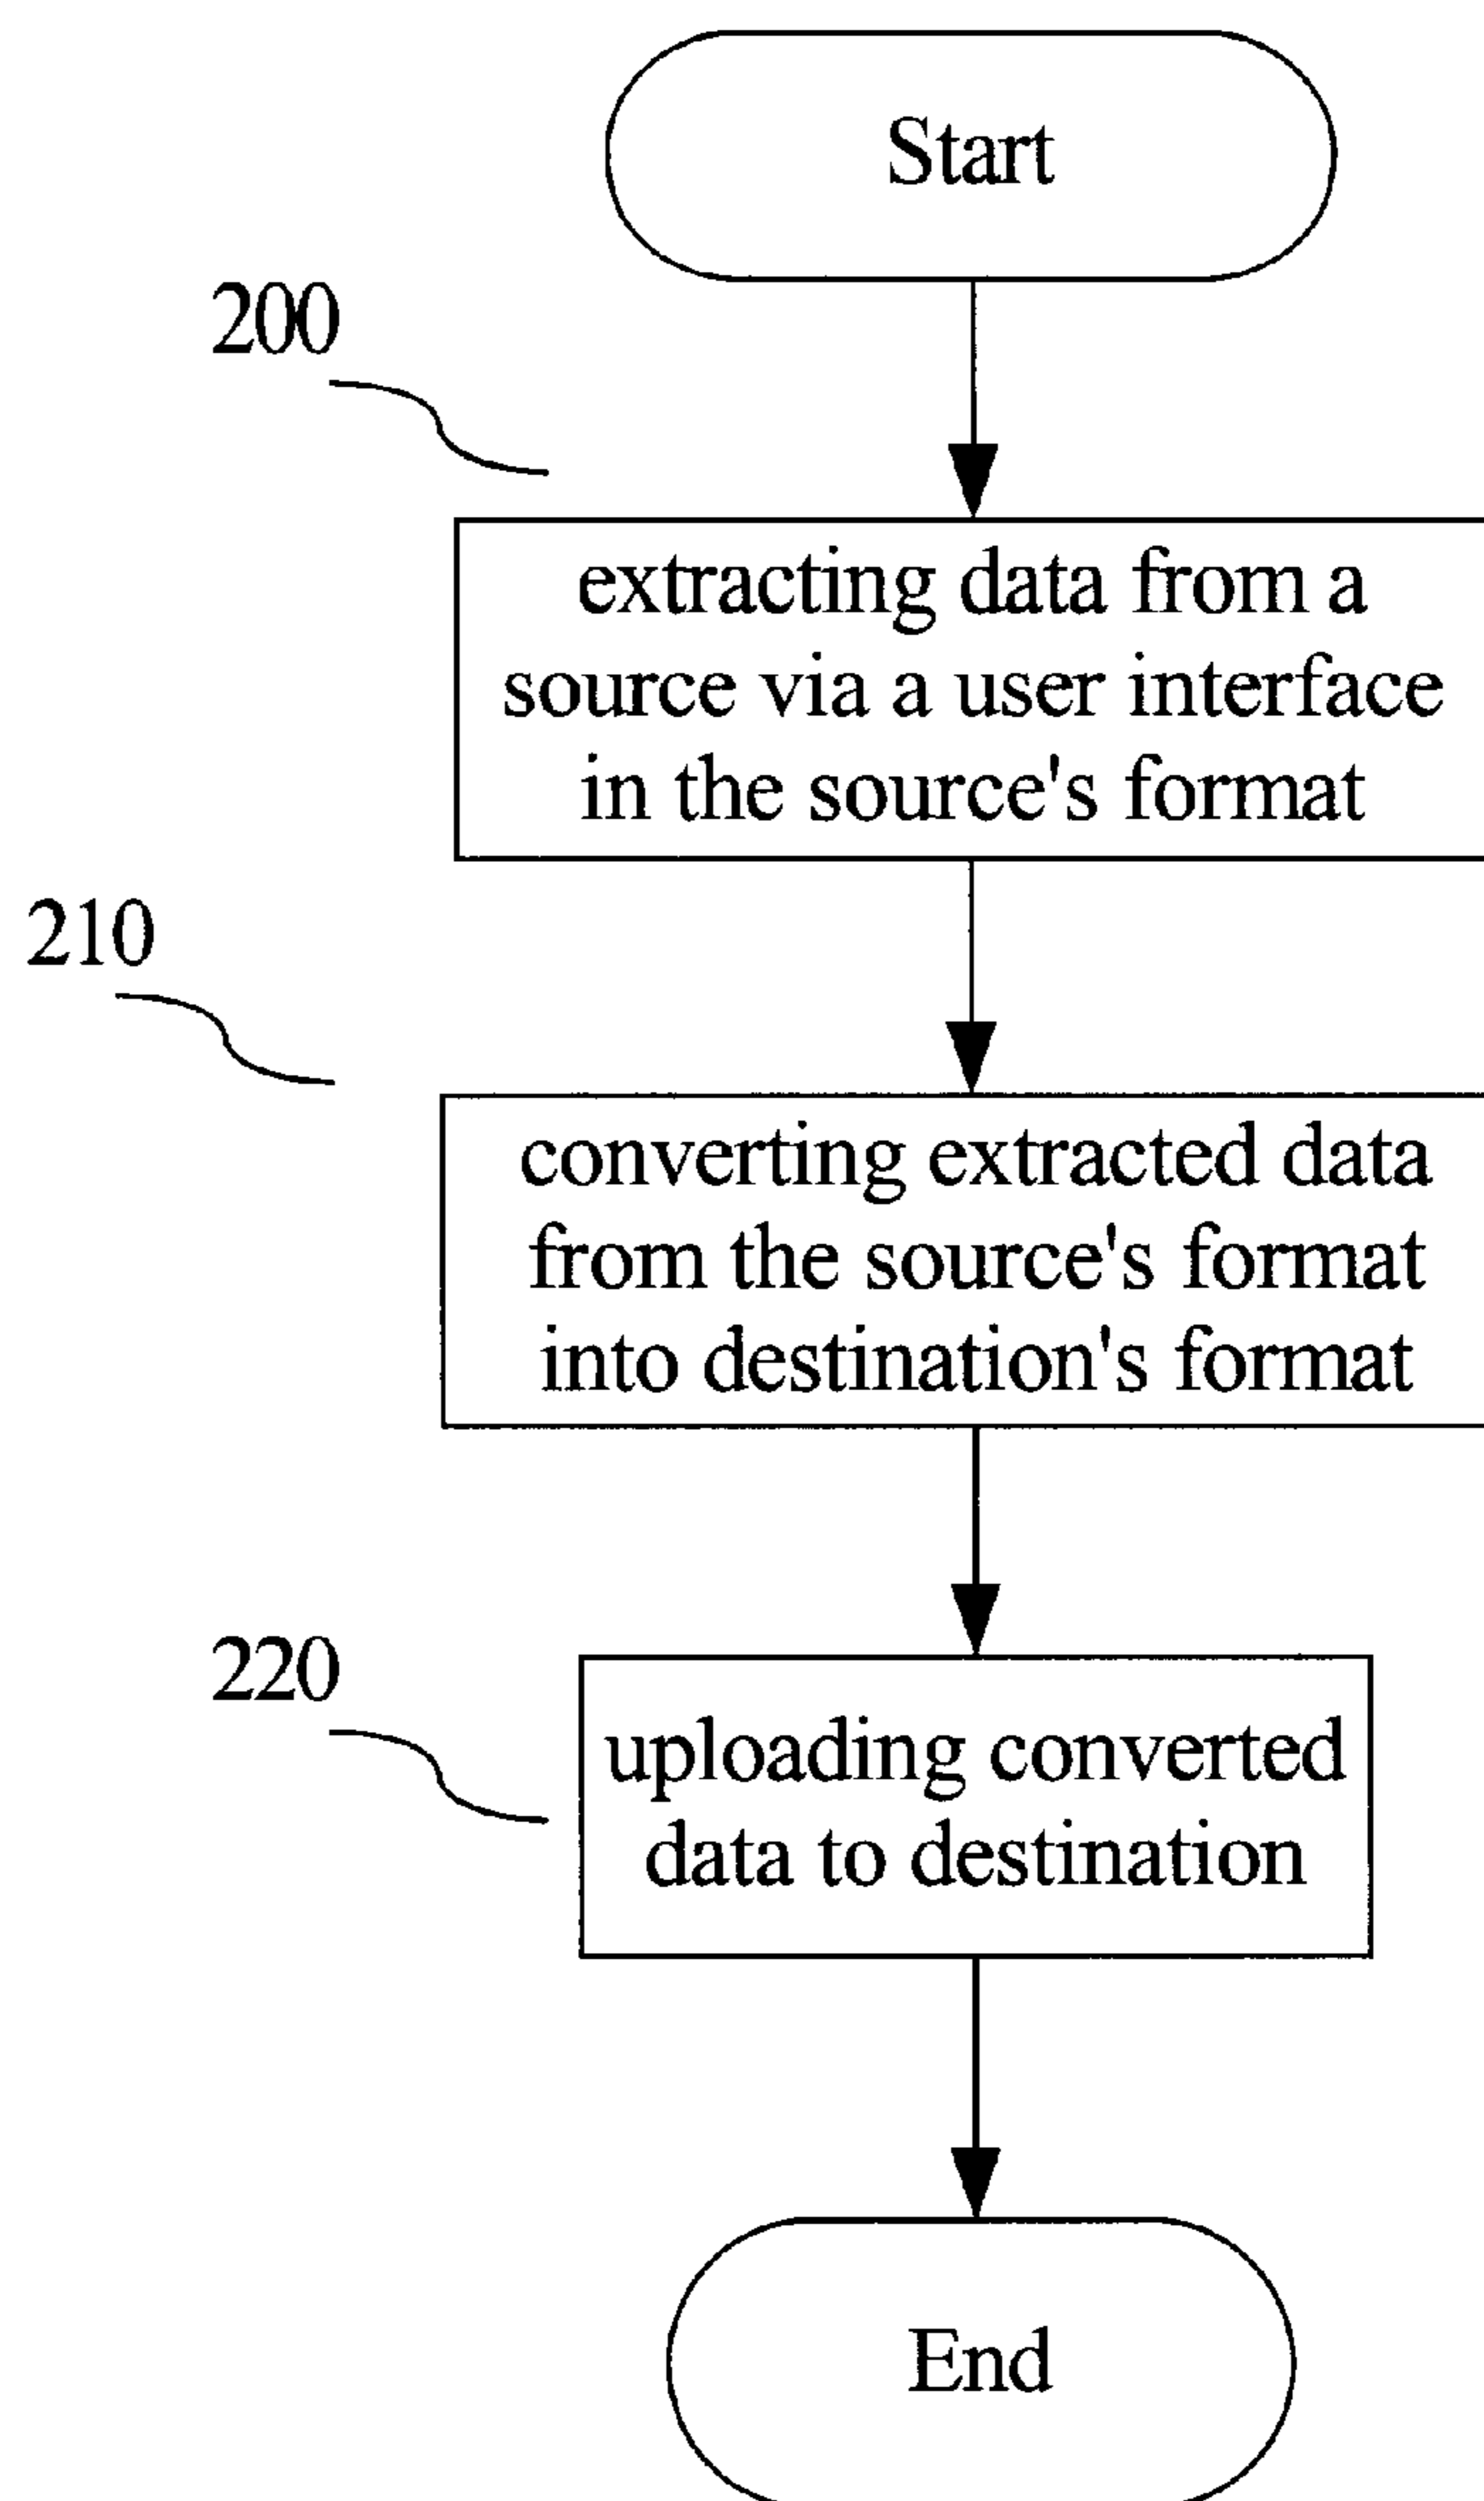 Start
200
extracting data from a
source via a user interface
in the source's format
210
converting extracted data
from the source's format
into destination's format
220
uploading converted
data to destination
End